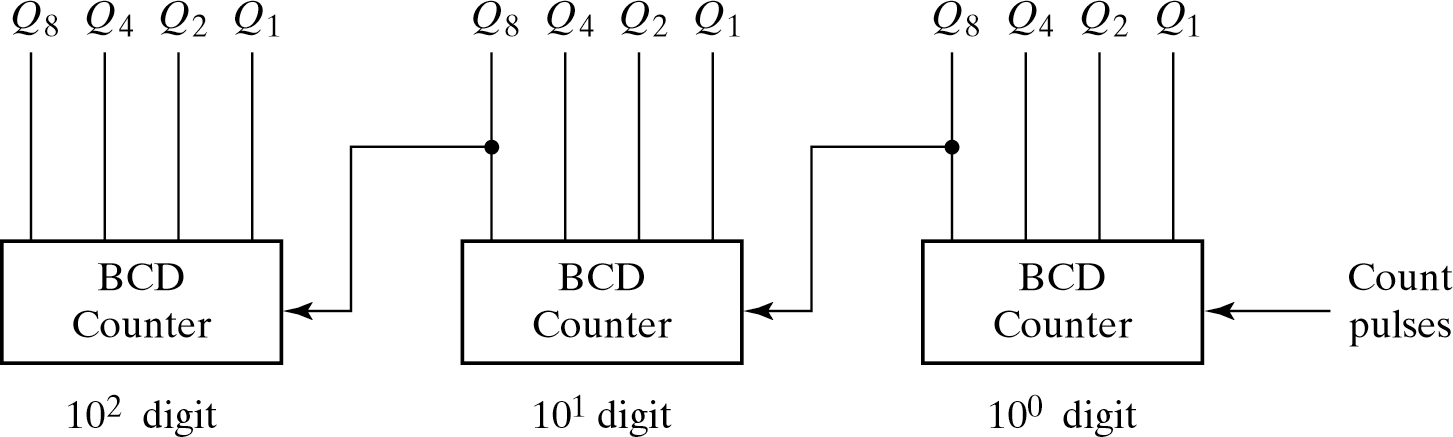 Q8 Q4 Q2 Q1 Q8 Q4 Q2 Q1 Q8 Q4 Q2 Q1
BCD
Counter
BCD
Counter
BCD
Counter
Count
pulses
10² digit
10¹ digit
10⁰ digit